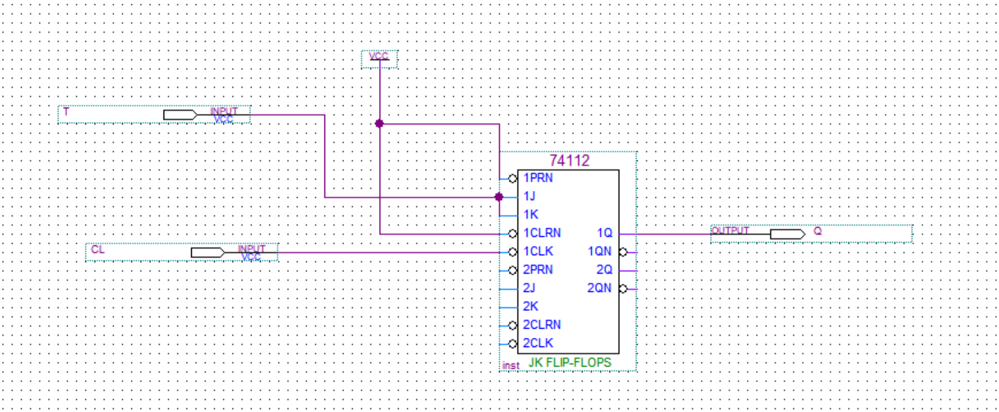 VCC
T
INPUT
VCC
74112
1PRN
1J
1K
1CLRN
1Q
OUTPUT
Q
CL
INPUT
VCC
1CLK
1QN
2PRN
2Q
2J
2QN
2K
2CLRN
2CLK
inst
JK FLIP-FLOPS